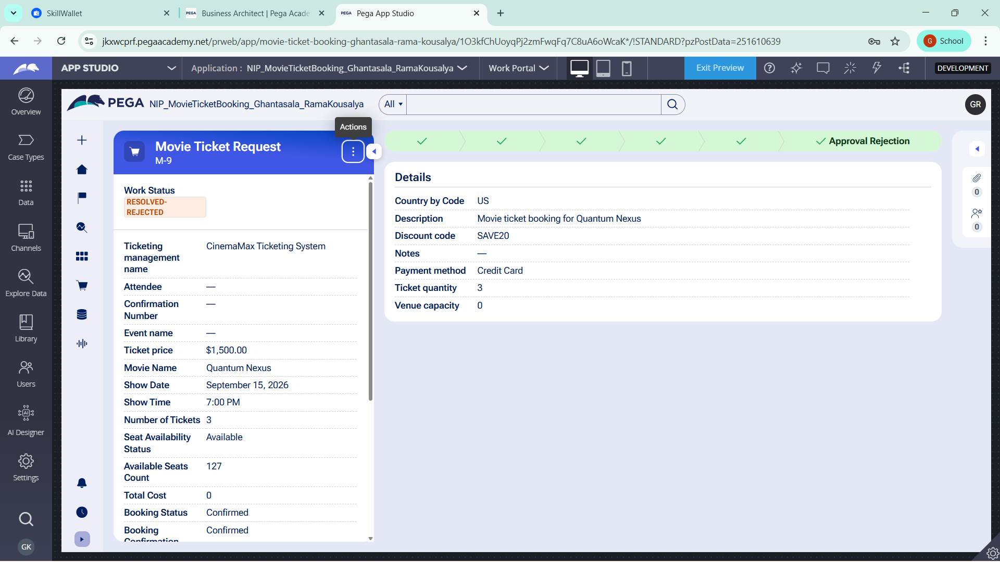 SkillWallet
PEGA Business Architect | Pega Acade
PEGA Pega App Studio
jkxwcprf.pegaacademy.net/prweb/app/movie-ticket-booking-ghantasala-rama-kousalya/1O3kfChUoyqPj2zmFwqFq7C8uA6oWcaK*/!STANDARD?pzPostData=251610639
G School
APP STUDIO
Application : NIP_MovieTicketBooking_Ghantasala_RamaKousalya
Work Portal
Exit Preview
DEVELOPMENT
Overview
Case Types
Data
Channels
Explore Data
Library
Users
AI
AI Designer
Settings
GK
PEGA NIP_MovieTicketBooking_Ghantasala_RamaKousalya
All
GR
Actions
Movie Ticket Request
M-9
Work Status
RESOLVED-
REJECTED
Ticketing management name CinemaMax Ticketing System
Attendee —
Confirmation Number —
Event name —
Ticket price $1,500.00
Movie Name Quantum Nexus
Show Date September 15, 2026
Show Time 7:00 PM
Number of Tickets 3
Seat Availability Status Available
Available Seats Count 127
Total Cost 0
Booking Status Confirmed
Booking Confirmation Confirmed
Approval Rejection
Details
Country by Code US
Description Movie ticket booking for Quantum Nexus
Discount code SAVE20
Notes —
Payment method Credit Card
Ticket quantity 3
Venue capacity 0
0
0